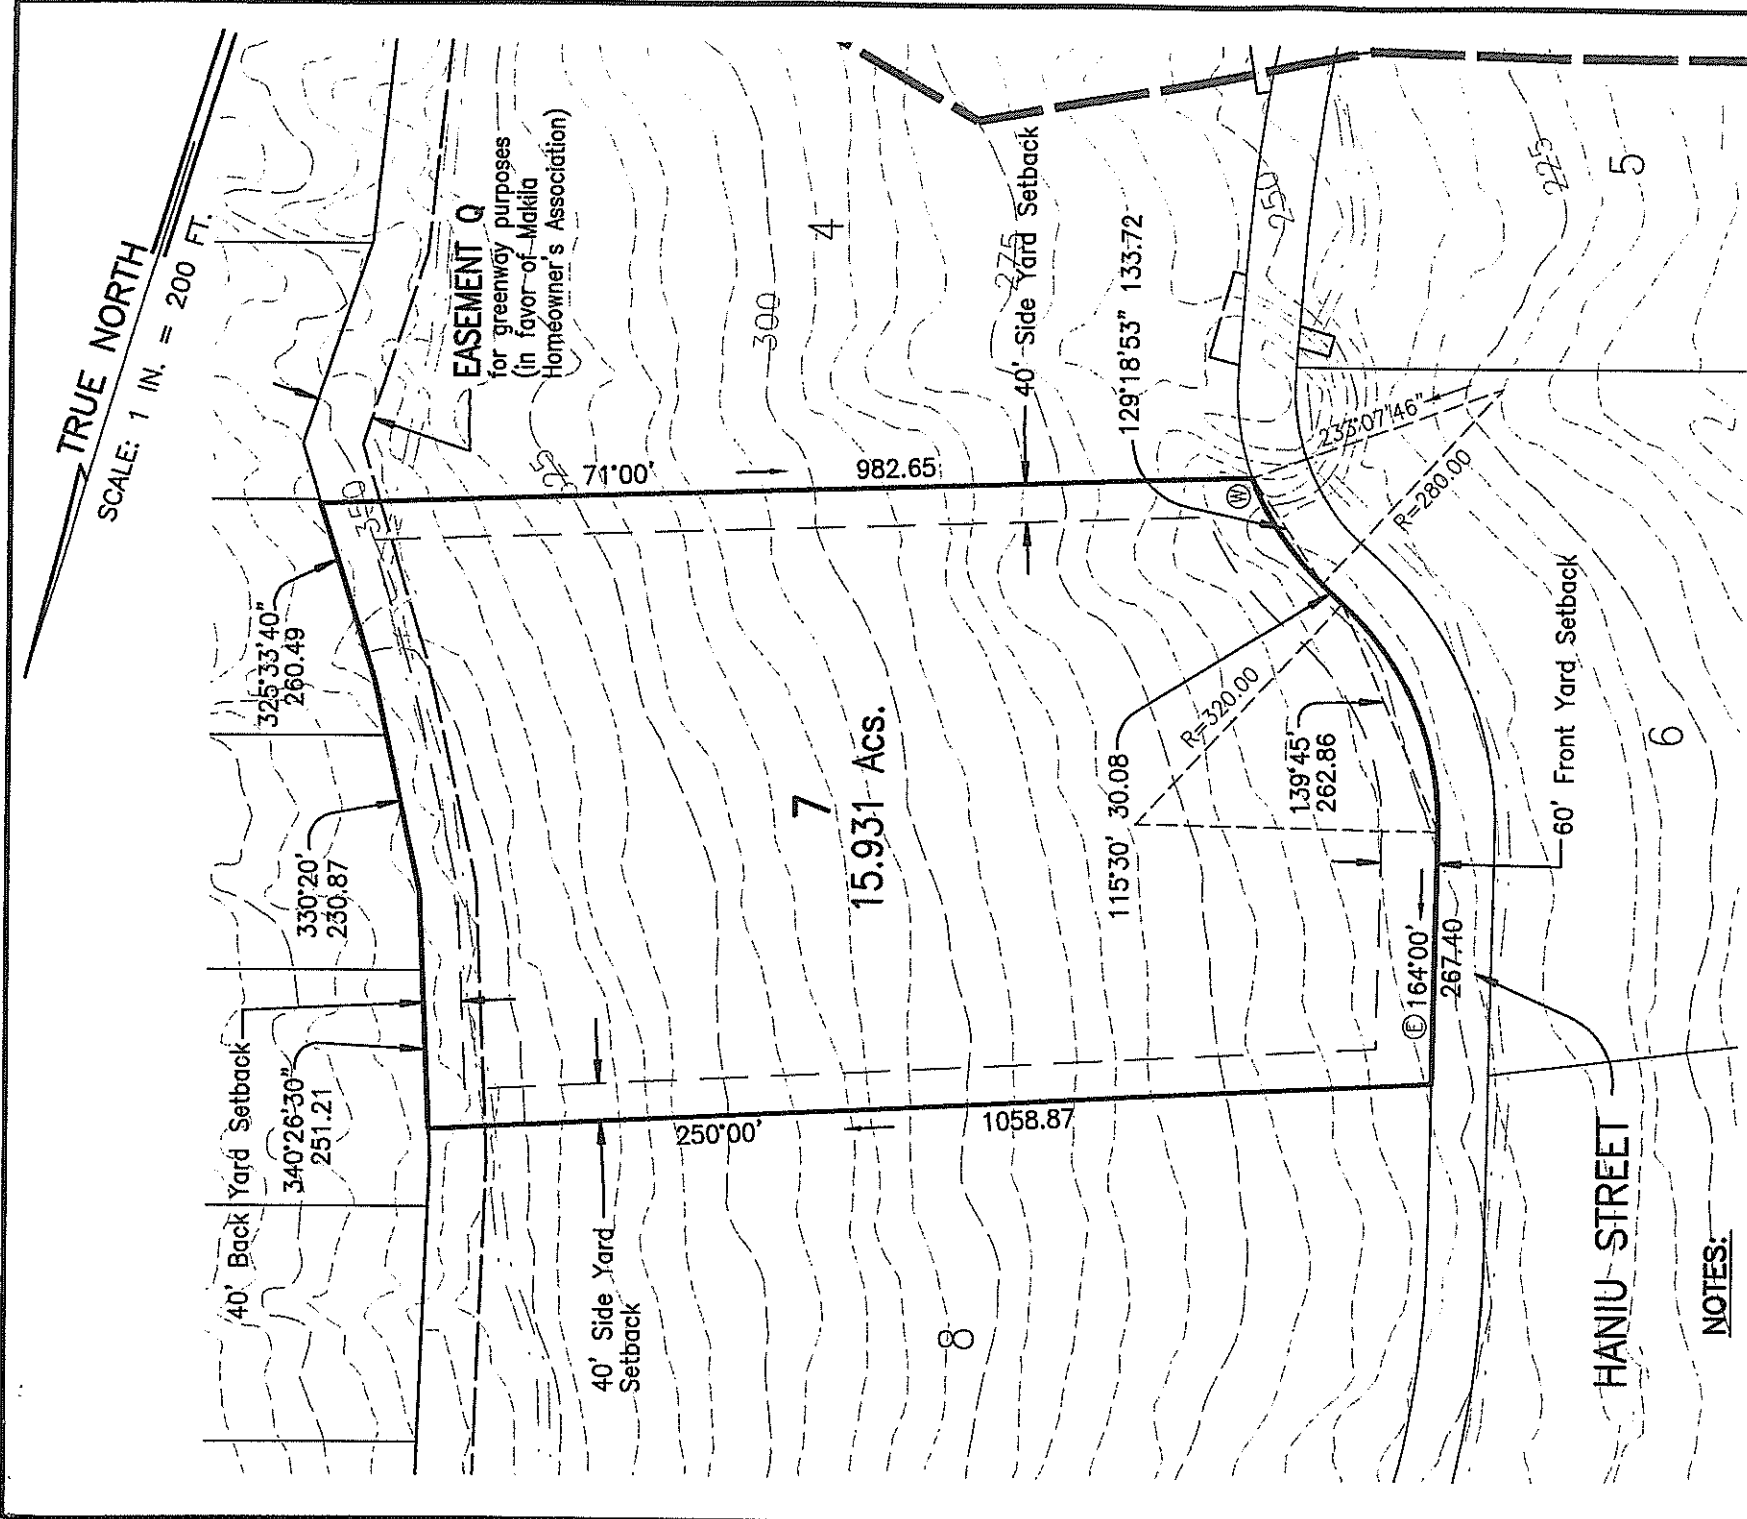 TRUE NORTH
SCALE: 1 IN. = 200 FT.
EASEMENT Q
for greenway purposes
(in favor of Makila
Homeowner's Association)
4
300
275
250
225
5
40' Side Yard Setback
129°18'53" 133.72
233°07'46"
R=280.00
71°00' 982.65
325
350
W
325°33'40"
260.49
330°20'
230.87
7
15.931 Acs.
R=320.00
115°30' 30.08
139°45'
262.86
60' Front Yard Setback
6
E 164°00'
267.40
40' Back Yard Setback
340°26'30"
251.21
250°00' 1058.87
40' Side Yard
Setback
8
HANIU STREET
NOTES: